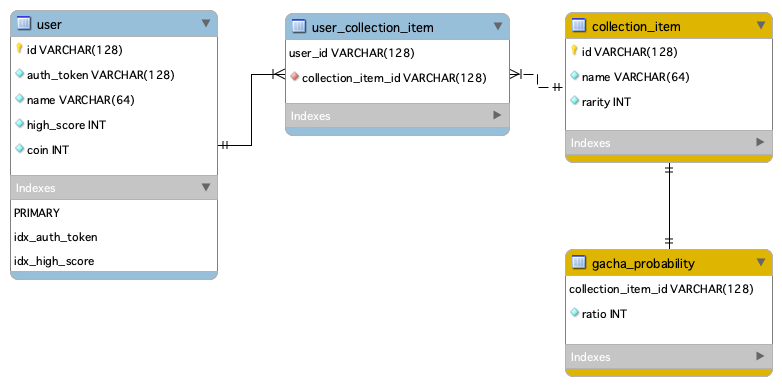 user
id VARCHAR(128)
auth_token VARCHAR(128)
name VARCHAR(64)
high_score INT
coin INT
Indexes
PRIMARY
idx_auth_token
idx_high_score
user_collection_item
user_id VARCHAR(128)
collection_item_id VARCHAR(128)
Indexes
collection_item
id VARCHAR(128)
name VARCHAR(64)
rarity INT
Indexes
gacha_probability
collection_item_id VARCHAR(128)
ratio INT
Indexes